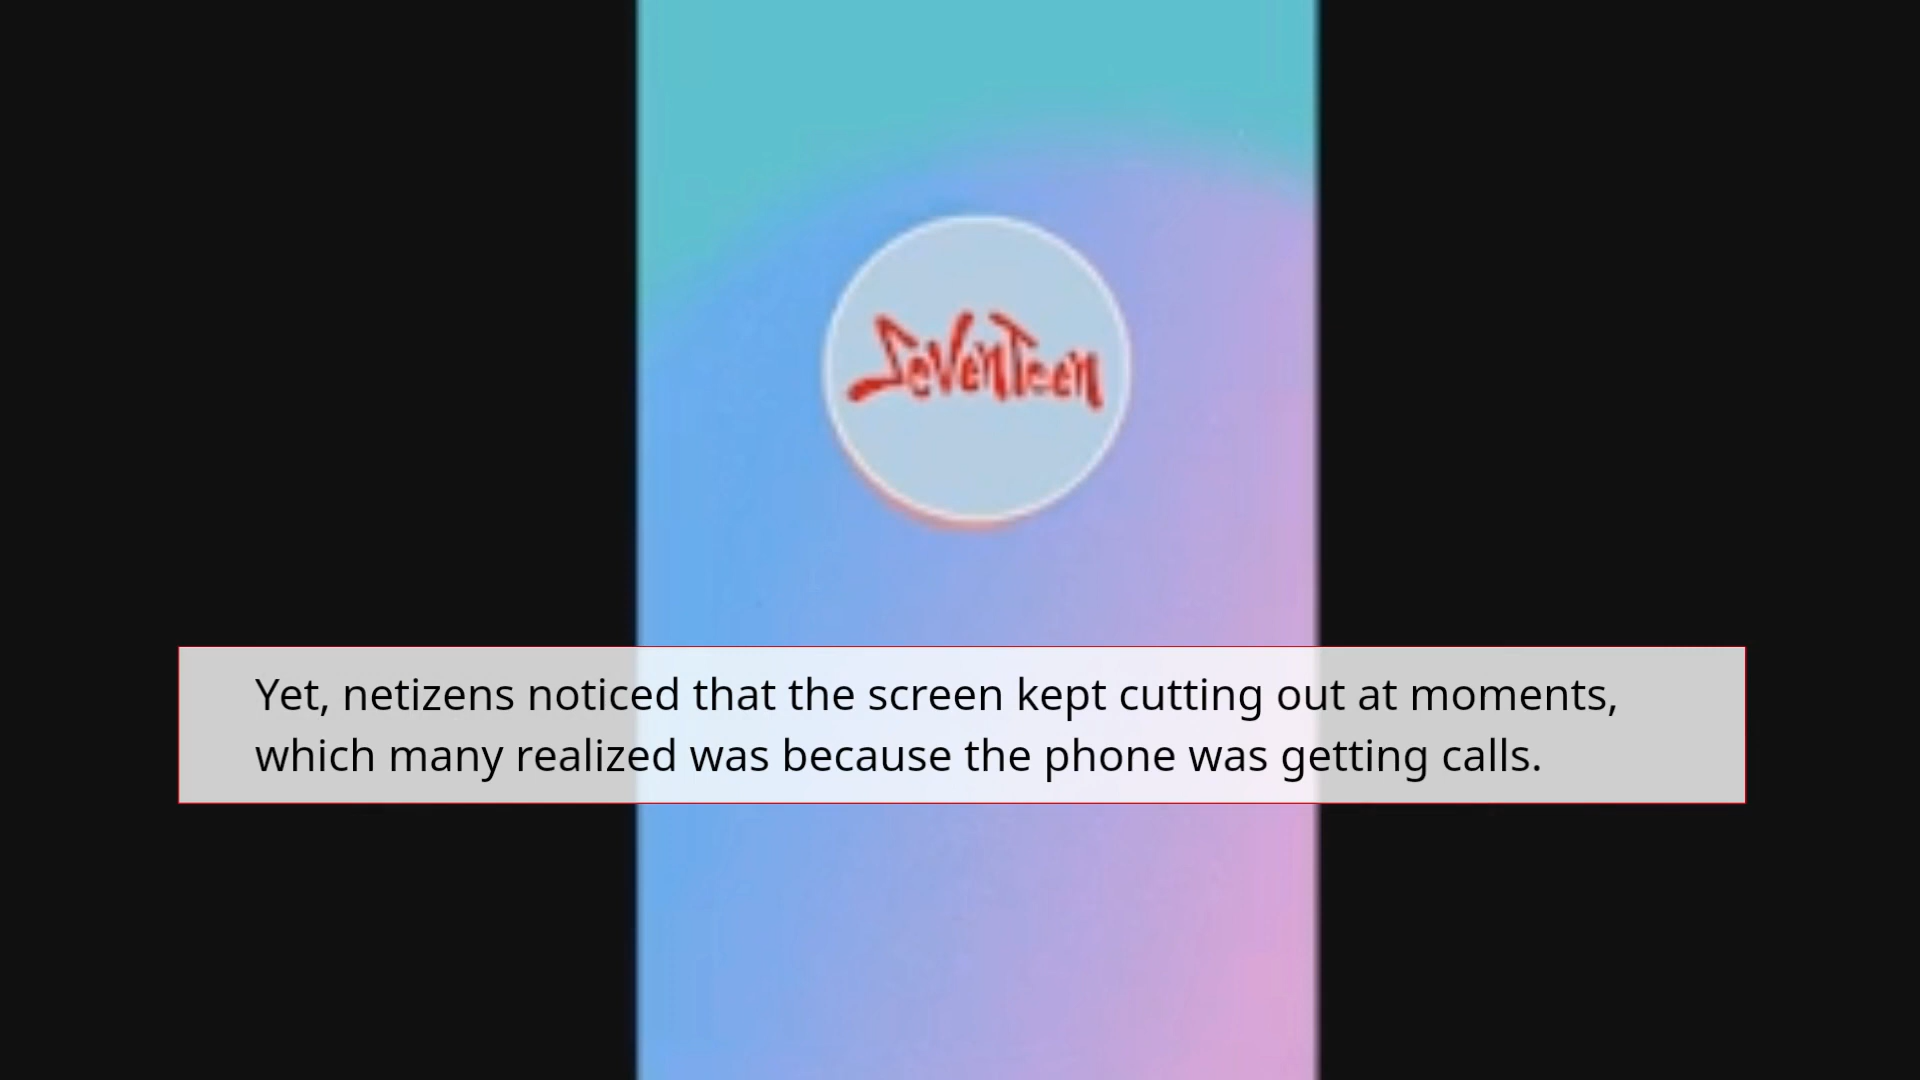 SEVENTEEN
Yet, netizens noticed that the screen kept cutting out at moments,
which many realized was because the phone was getting calls.